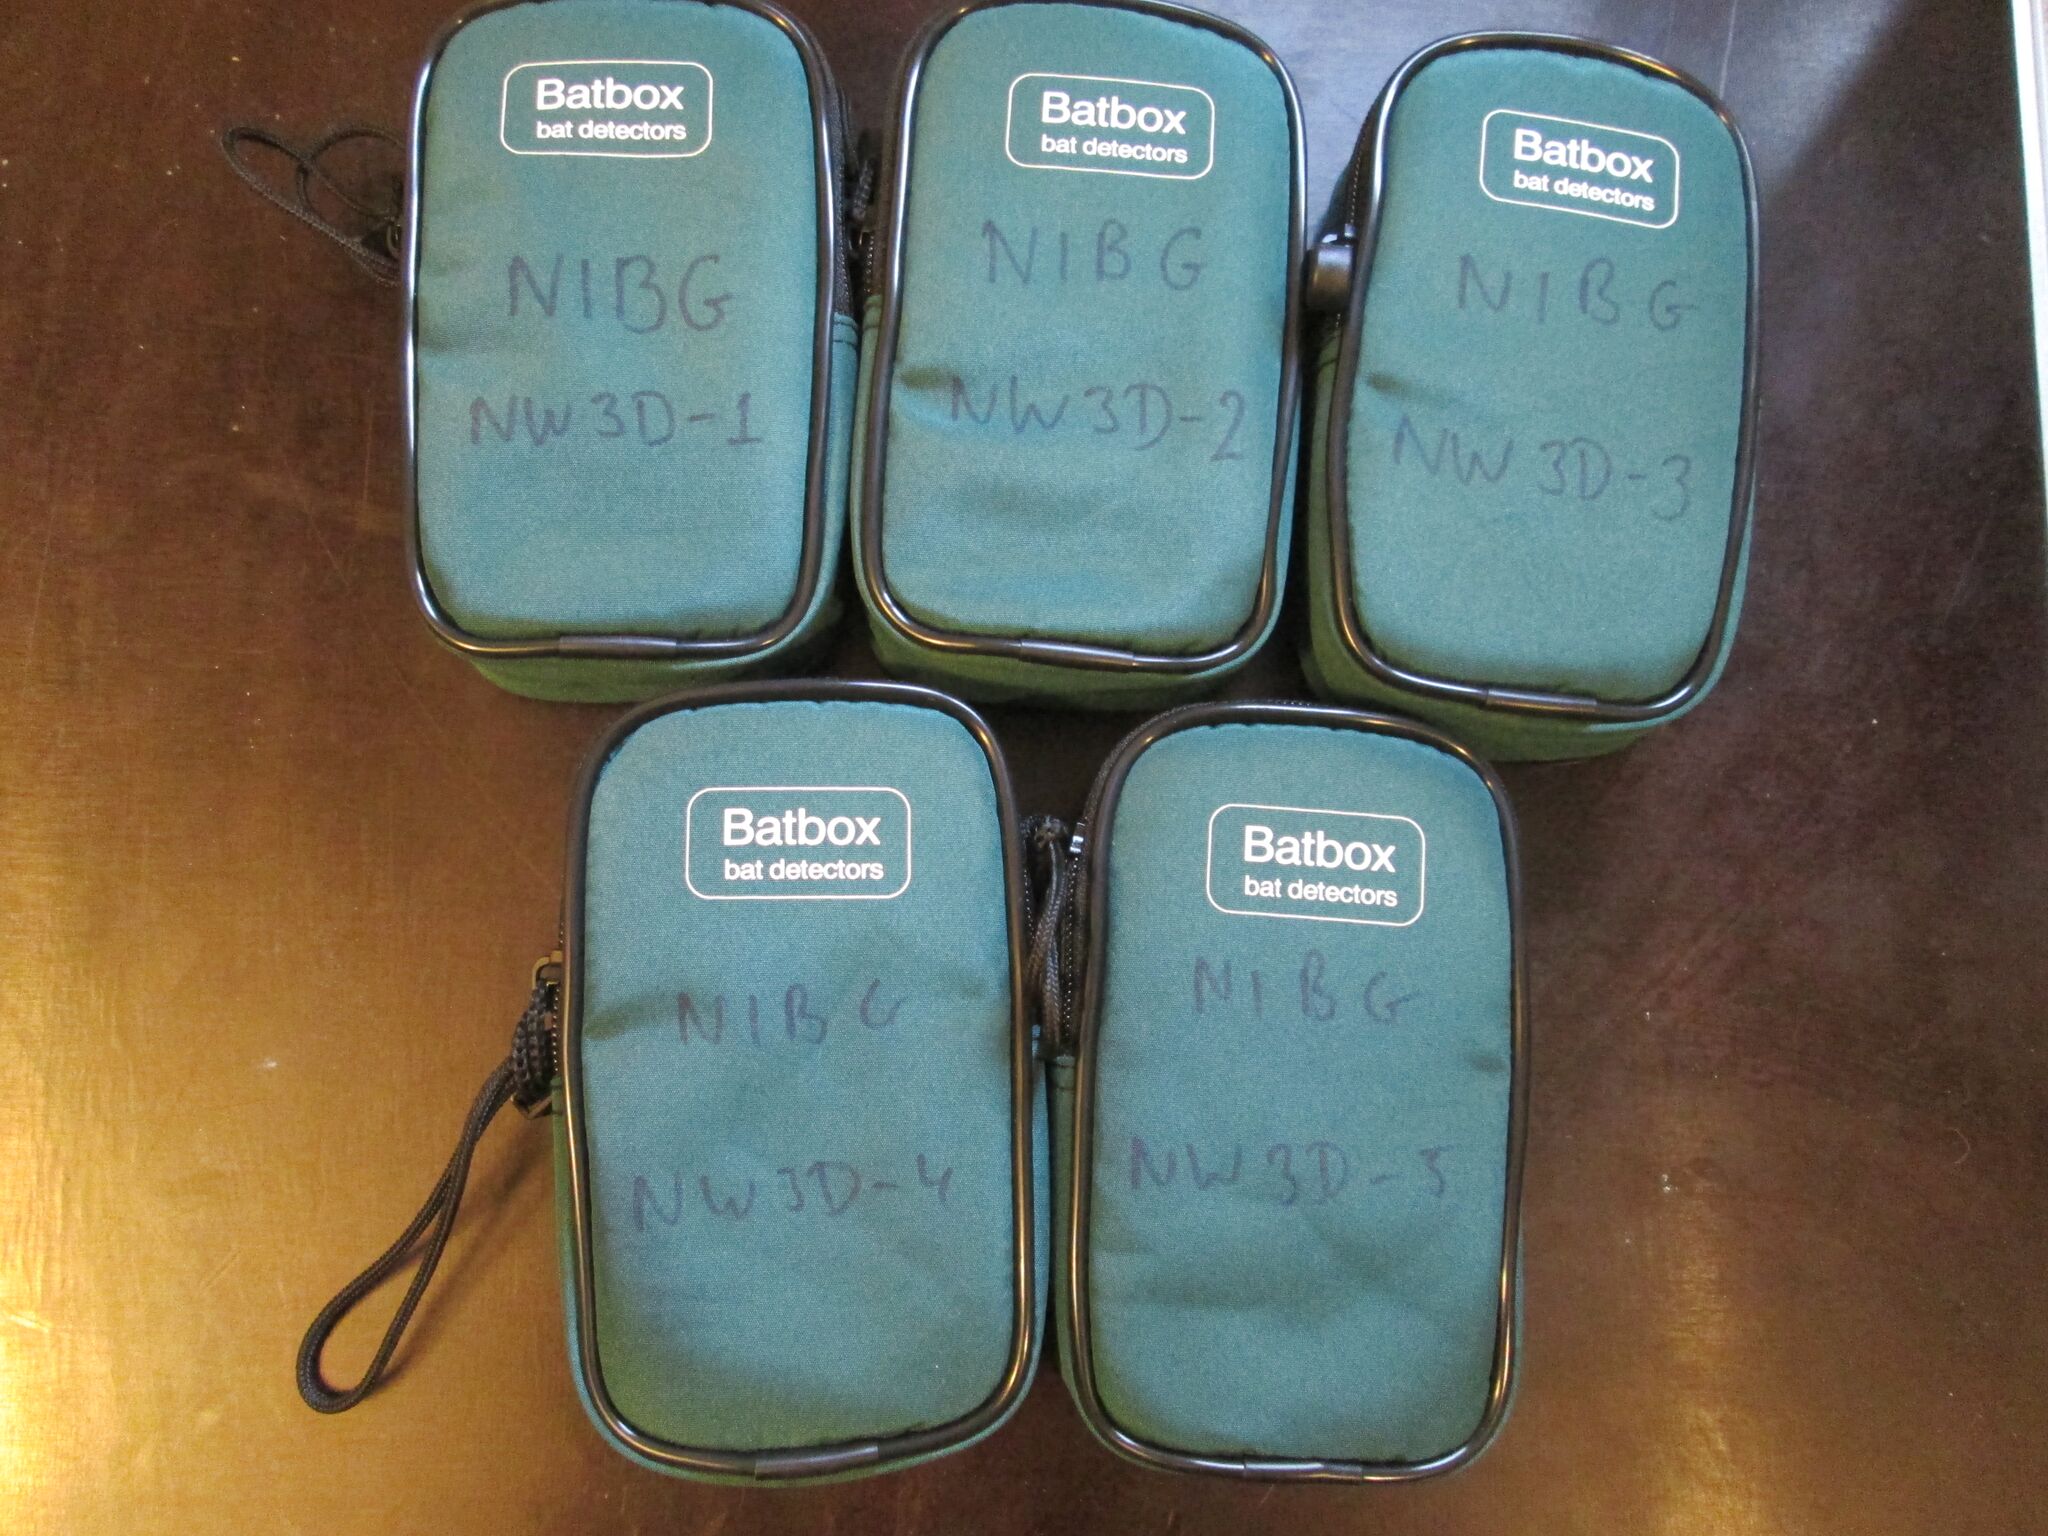 Batbox
bat detectors
NIBG
NW3D-1
Batbox
bat detectors
NIBG
NW3D-2
Batbox
bat detectors
NIBG
NW3D-3
Batbox
bat detectors
NIBG
NW3D-4
Batbox
bat detectors
NIBG
NW3D-5